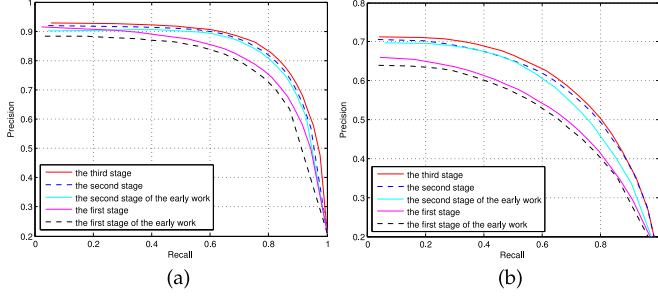 1
0.9
0.8
0.7
0.6
0.5
0.4
0.3
0.2
0 0.2 0.4 0.6 0.8 1
Precision
Recall
the third stage
the second stage
the second stage of the early work
the first stage
the first stage of the early work
(a)
0.8
0.7
0.6
0.5
0.4
0.3
0.2
0 0.2 0.4 0.6 0.8
Precision
Recall
the third stage
the second stage
the second stage of the early work
the first stage
the first stage of the early work
(b)